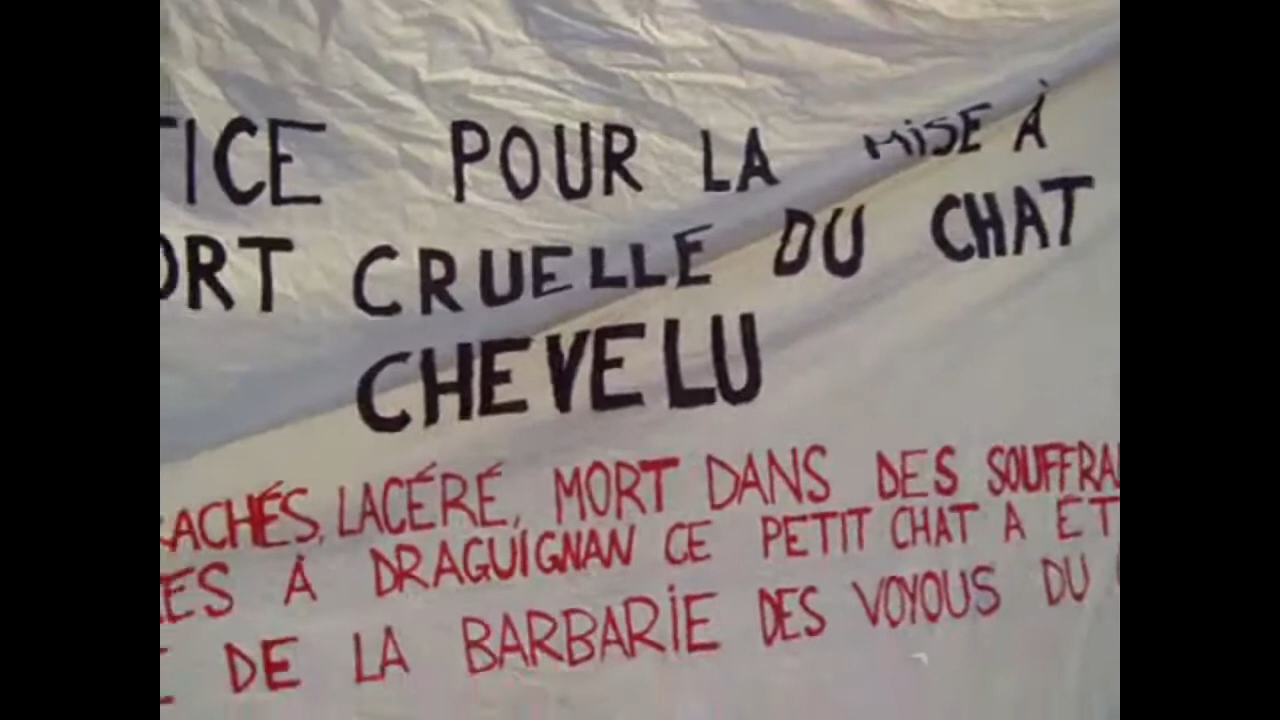 TICE POUR LA MISE À
ORT CRUELLE DU CHAT
CHEVELU
ACHÉS, LACÉRÉ, MORT DANS DES SOUFFRA
ES À DRAGUIGNAN CE PETIT CHAT A ÉT
E DE LA BARBARIE DES VOYOUS DU